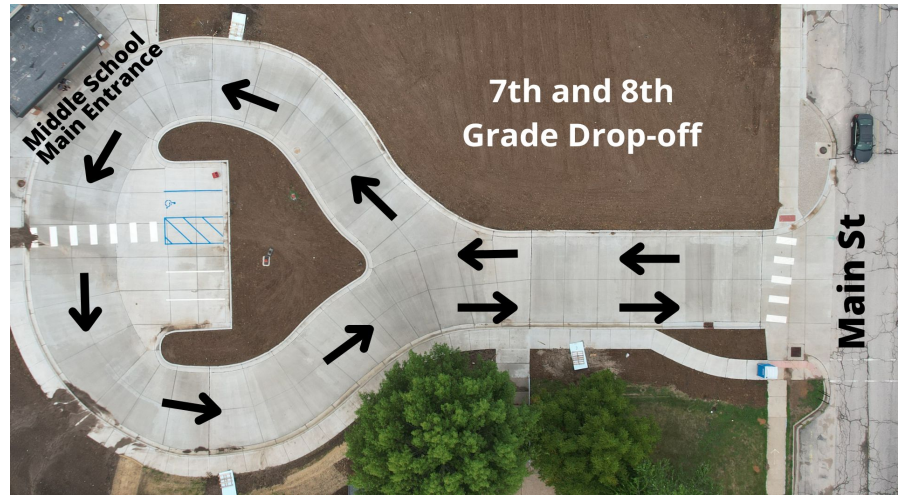 Middle School
Main Entrance
7th and 8th
Grade Drop-off
Main St